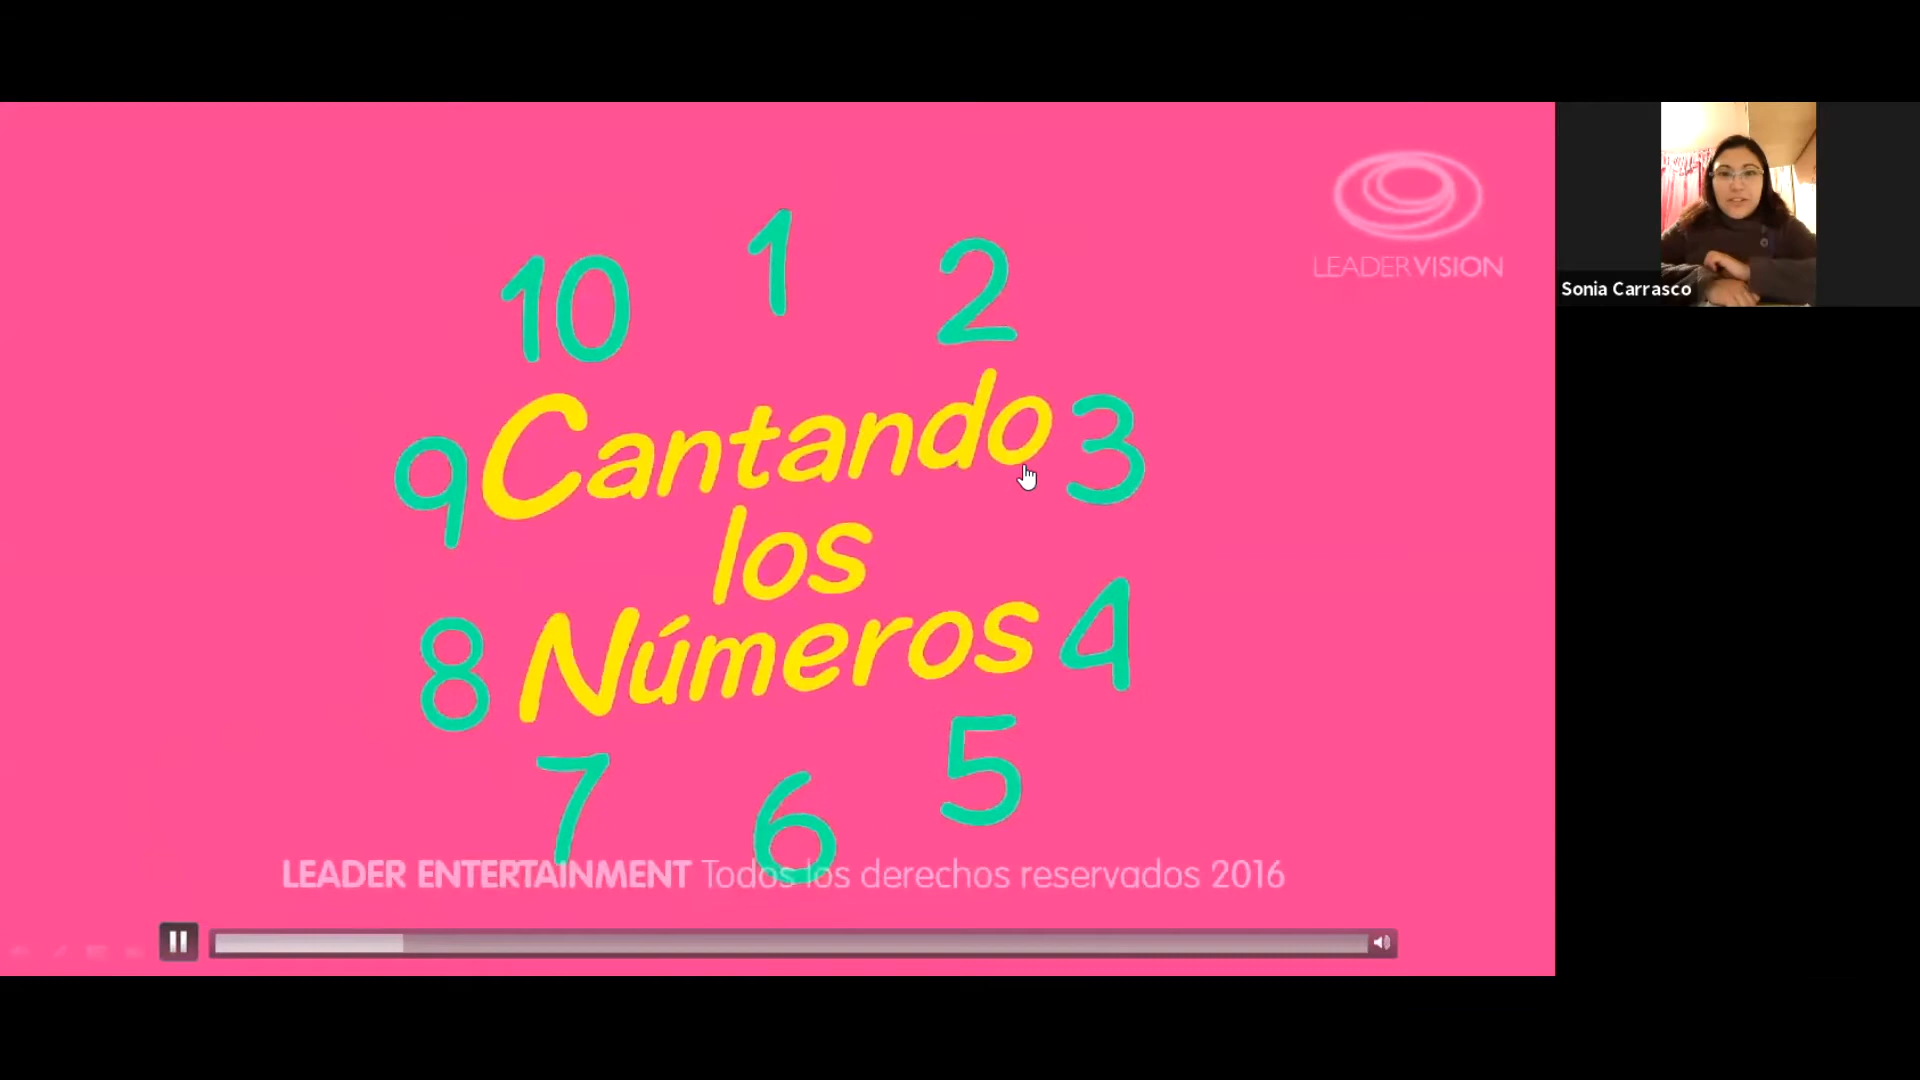 LEADERVISION
1
2
3
4
5
6
7
8
9
10
Cantando
los
Números
LEADER ENTERTAINMENT Todos los derechos reservados 2016
Sonia Carrasco